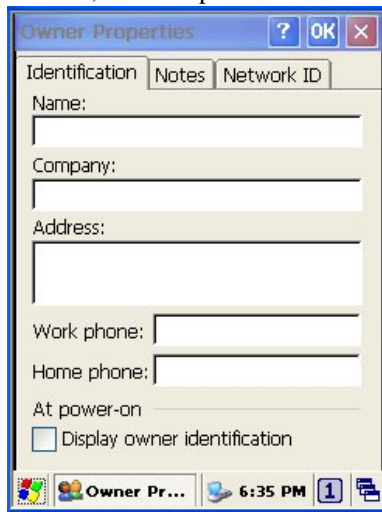 Owner Properties ? OK ×
Identification Notes Network ID
Name:
Company:
Address:
Work phone:
Home phone:
At power-on
Display owner identification
Owner Pr... 6:35 PM 1